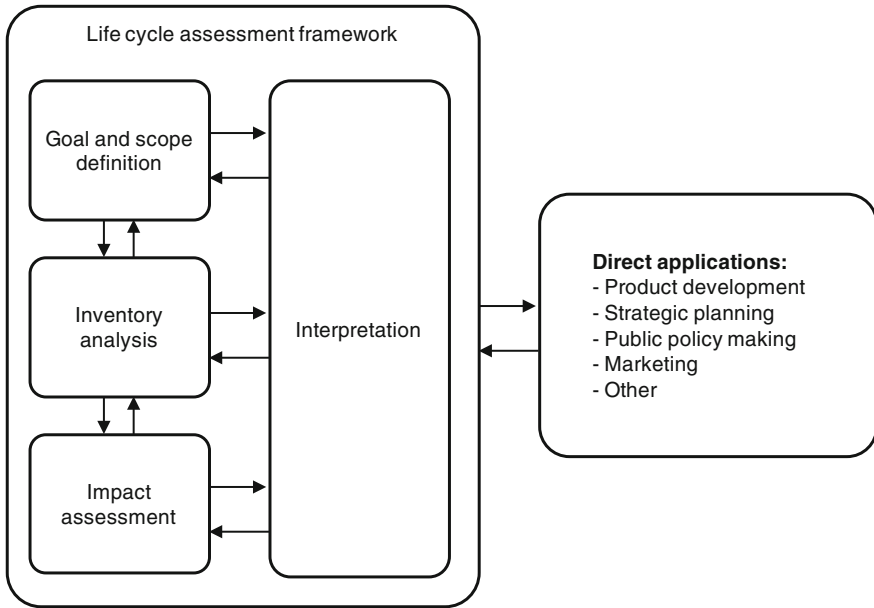 Life cycle assessment framework
Goal and scope
definition
Inventory
analysis
Impact
assessment
Interpretation
Direct applications:
- Product development
- Strategic planning
- Public policy making
- Marketing
- Other